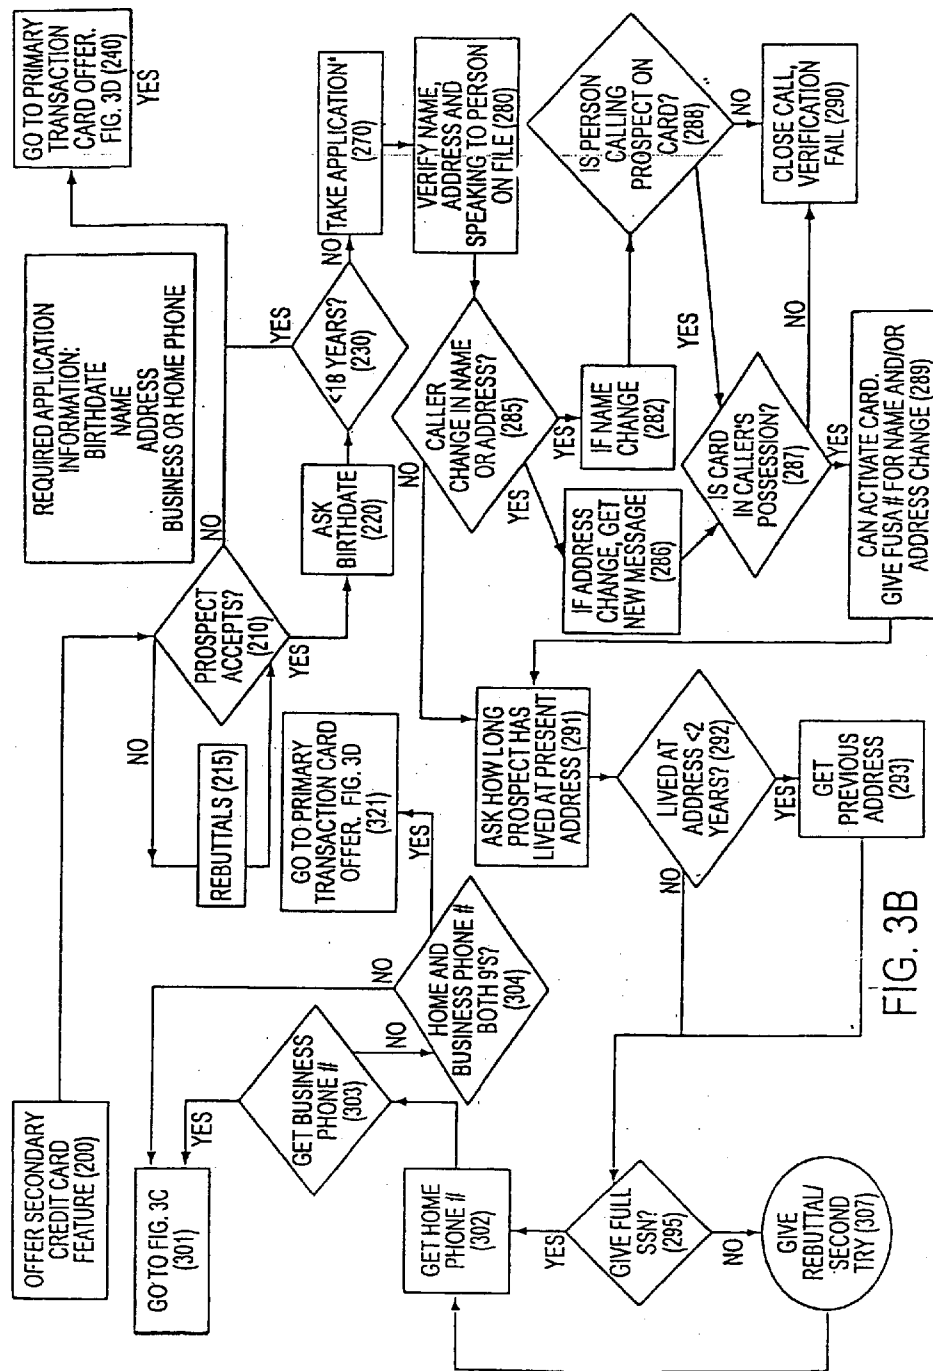 OFFER SECONDARY
CREDIT CARD
FEATURE (200)
PROSPECT
ACCEPTS?
(210)
NO
REBUTTALS (215)
YES
NO
REQUIRED APPLICATION
INFORMATION:
BIRTHDATE
NAME
ADDRESS
BUSINESS OR HOME PHONE
GO TO PRIMARY
TRANSACTION
CARD OFFER.
FIG. 3D (240)
YES
ASK
BIRTHDATE
(220)
<18 YEARS?
(230)
YES
NO
TAKE APPLICATION*
(270)
VERIFY NAME,
ADDRESS AND
SPEAKING TO PERSON
ON FILE (280)
CALLER
CHANGE IN NAME
OR ADDRESS?
(285)
NO
YES
YES
IF NAME
CHANGE
(282)
IF ADDRESS
CHANGE, GET
NEW MESSAGE
(286)
IS PERSON
CALLING
PROSPECT ON
CARD?
(288)
YES
NO
IS CARD
IN CALLER'S
POSSESSION?
(287)
NO
YES
CLOSE CALL,
VERIFICATION
FAIL (290)
CAN ACTIVATE CARD.
GIVE FUSA # FOR NAME AND/OR
ADDRESS CHANGE (289)
ASK HOW LONG
PROSPECT HAS
LIVED AT PRESENT
ADDRESS (291)
LIVED AT
ADDRESS <2
YEARS? (292)
NO
YES
GET
PREVIOUS
ADDRESS
(293)
GIVE FULL
SSN?
(295)
YES
NO
GIVE
REBUTTAL/
SECOND
TRY (307)
GET HOME
PHONE #
(302)
GET BUSINESS
PHONE #
(303)
YES
NO
GO TO FIG. 3C
(301)
HOME AND
BUSINESS PHONE #
BOTH 9'S?
(304)
NO
YES
GO TO PRIMARY
TRANSACTION CARD
OFFER. FIG. 3D
(321)
FIG. 3B